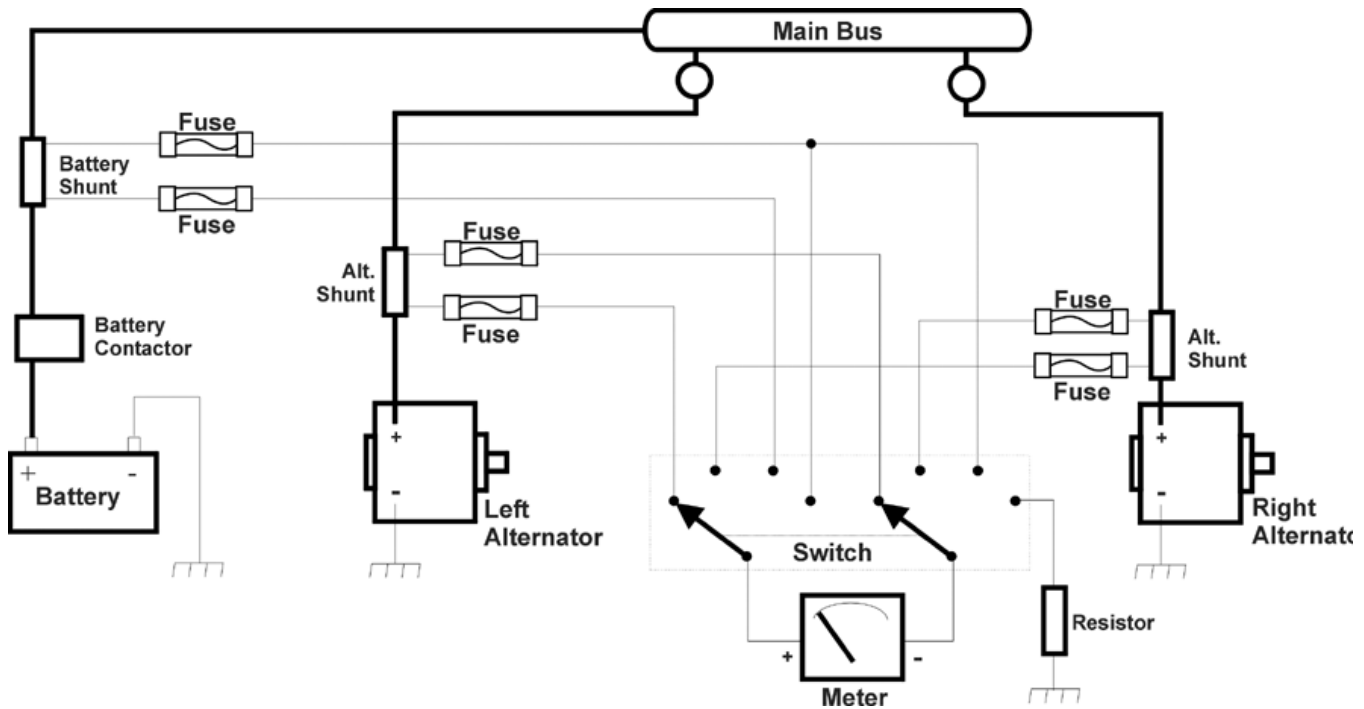 Main Bus
Fuse
Battery
Shunt
Fuse
Fuse
Alt.
Shunt
Fuse
Fuse
Alt.
Shunt
Fuse
Battery
Contactor
+
-
Battery
+
-
Left
Alternator
+
-
Right
Alternato
Switch
Resistor
+
-
Meter